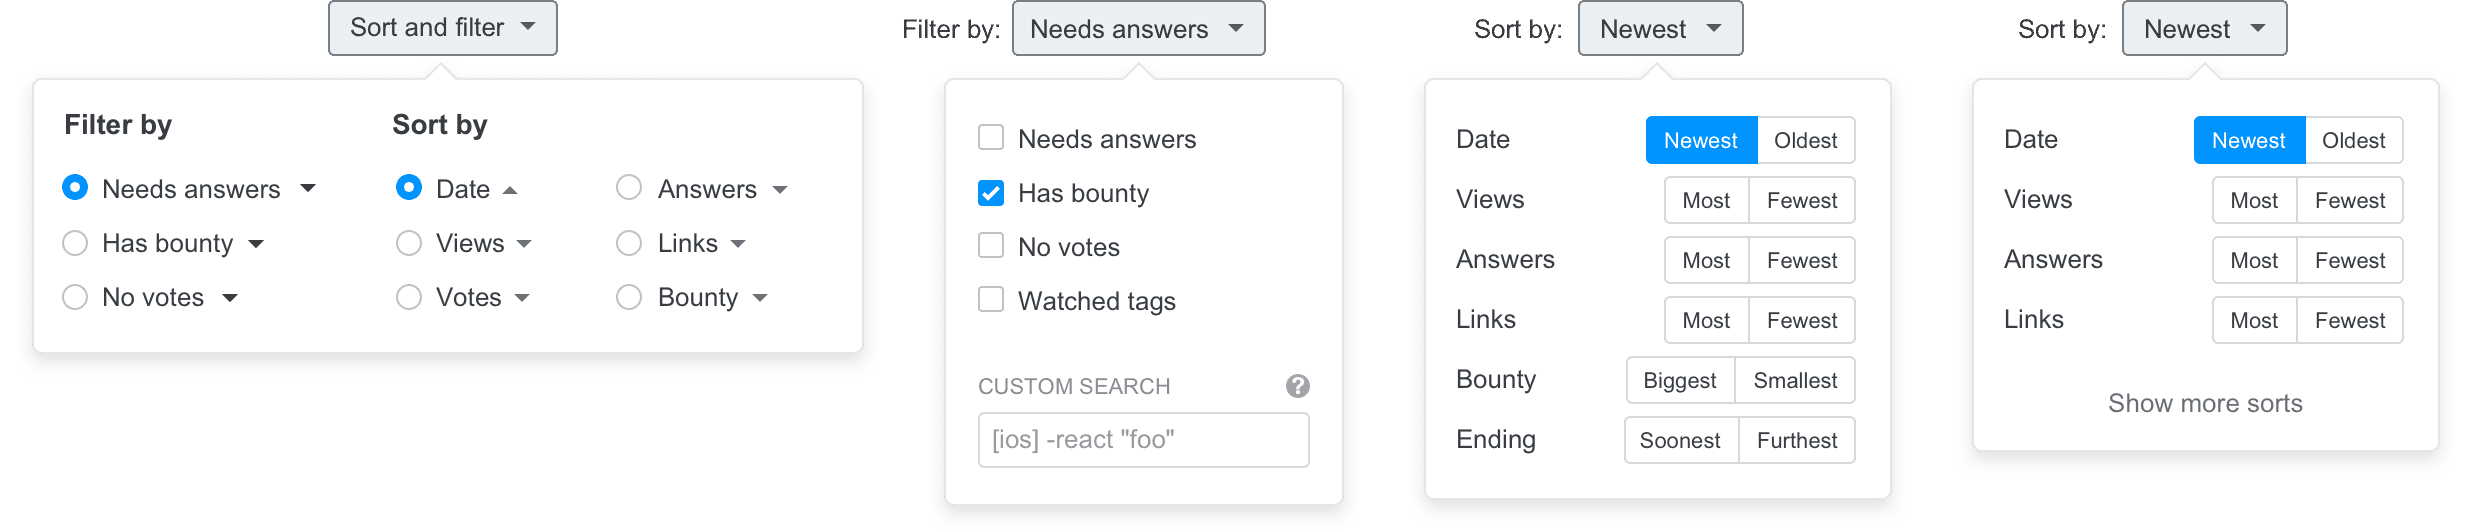 Sort and filter
Filter by
Sort by
Needs answers
Date
Answers
Has bounty
Views
Links
No votes
Votes
Bounty
Filter by: Needs answers
Needs answers
Has bounty
No votes
Watched tags
CUSTOM SEARCH ?
[ios] -react "foo"
Sort by: Newest
Date Newest Oldest
Views Most Fewest
Answers Most Fewest
Links Most Fewest
Bounty Biggest Smallest
Ending Soonest Furthest
Sort by: Newest
Date Newest Oldest
Views Most Fewest
Answers Most Fewest
Links Most Fewest
Show more sorts